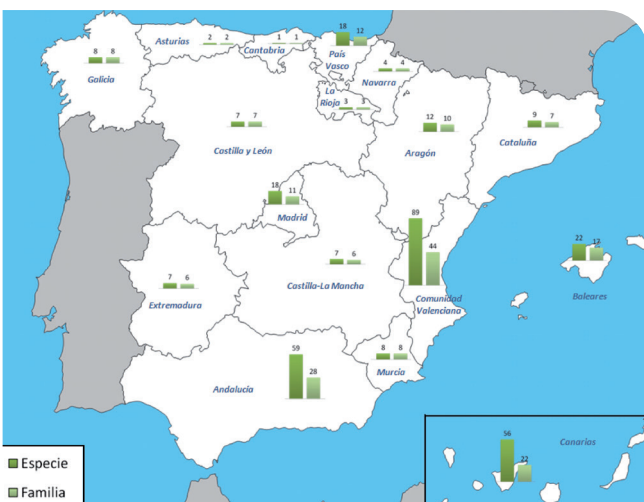 8 8
Galicia
Asturias
2 2
Cantabria
1 1
18 12
País
Vasco
4 4
Navarra
La
Rioja
3 3
7 7
Castilla y León
12 10
Aragón
9 7
Cataluña
18 11
Madrid
7 6
Extremadura
7 6
Castilla-La Mancha
89 44
Comunidad
Valenciana
22 17
Baleares
59 28
Andalucía
8 8
Murcia
56 22
Canarias
Especie
Familia